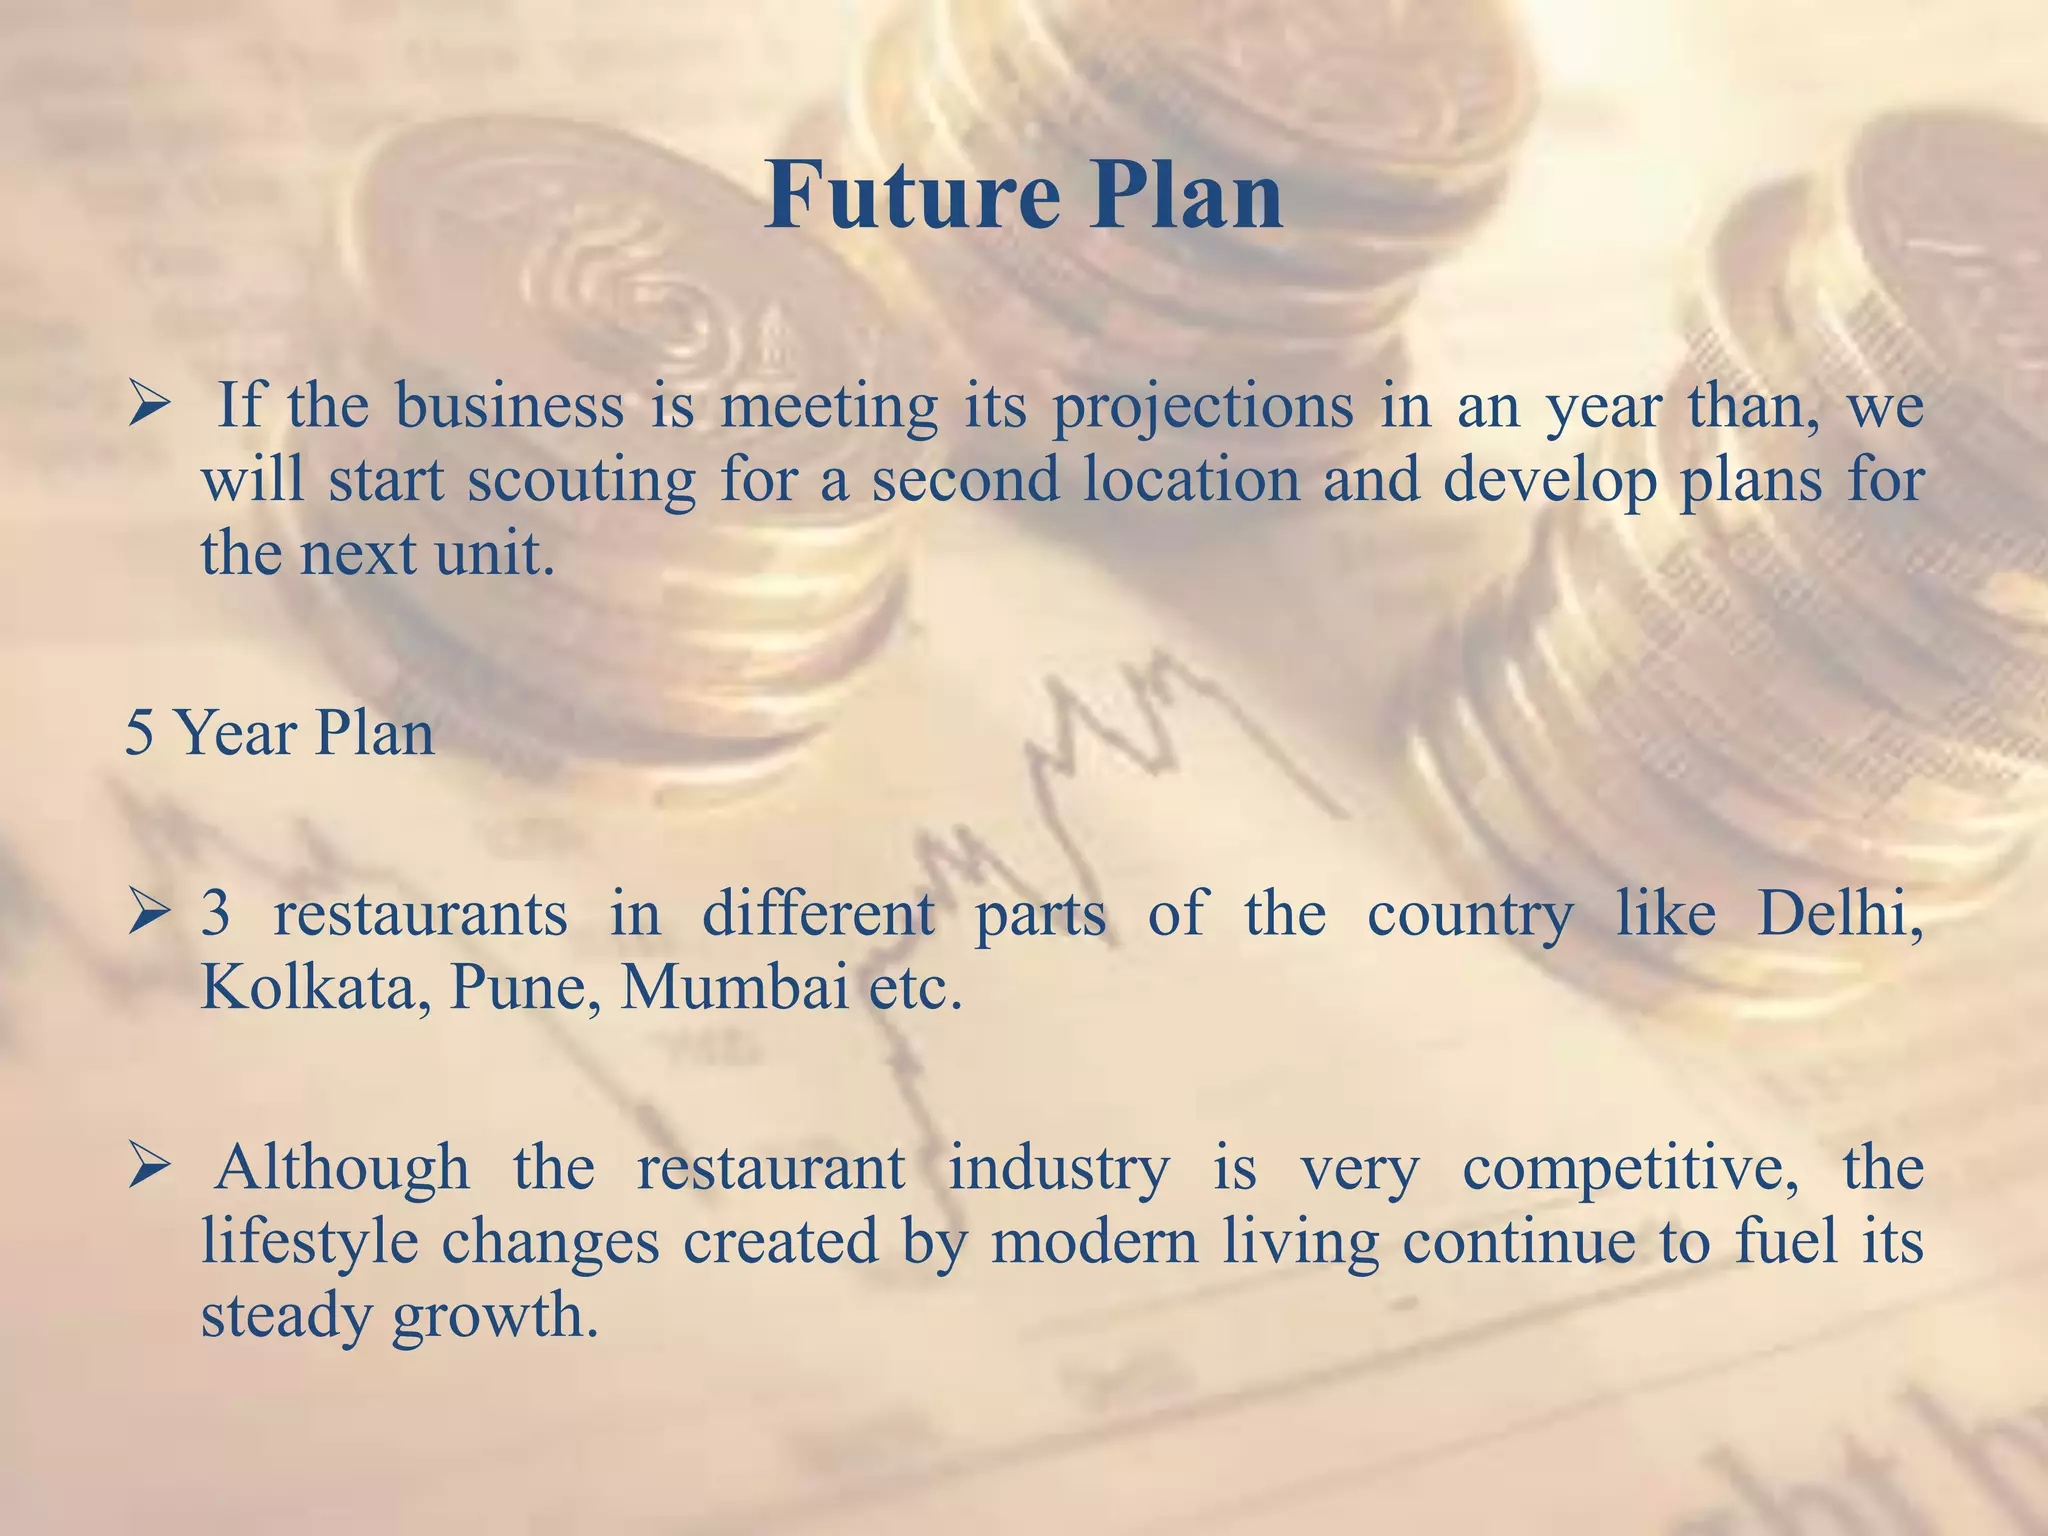 Future Plan
➢ If the business is meeting its projections in an year than, we
will start scouting for a second location and develop plans for
the next unit.
5 Year Plan
➢ 3 restaurants in different parts of the country like Delhi,
Kolkata, Pune, Mumbai etc.
➢ Although the restaurant industry is very competitive, the
lifestyle changes created by modern living continue to fuel its
steady growth.